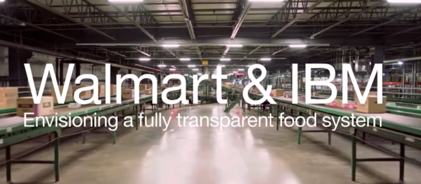 Walmart & IBM
Envisioning a fully transparent food system